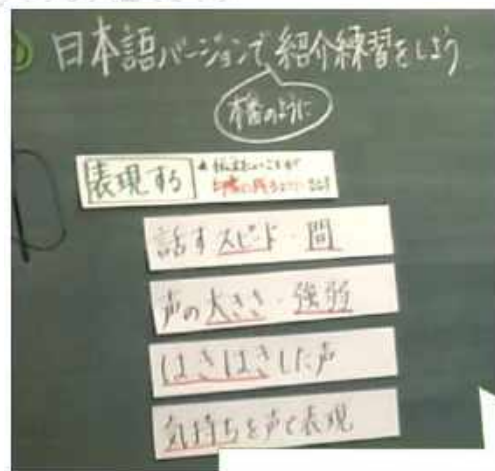 日本語バージョンで紹介練習をしよう
本番のように
表現する
話すスピード・間
声の大きさ・強弱
はきはきした声
気持ちを声で表現